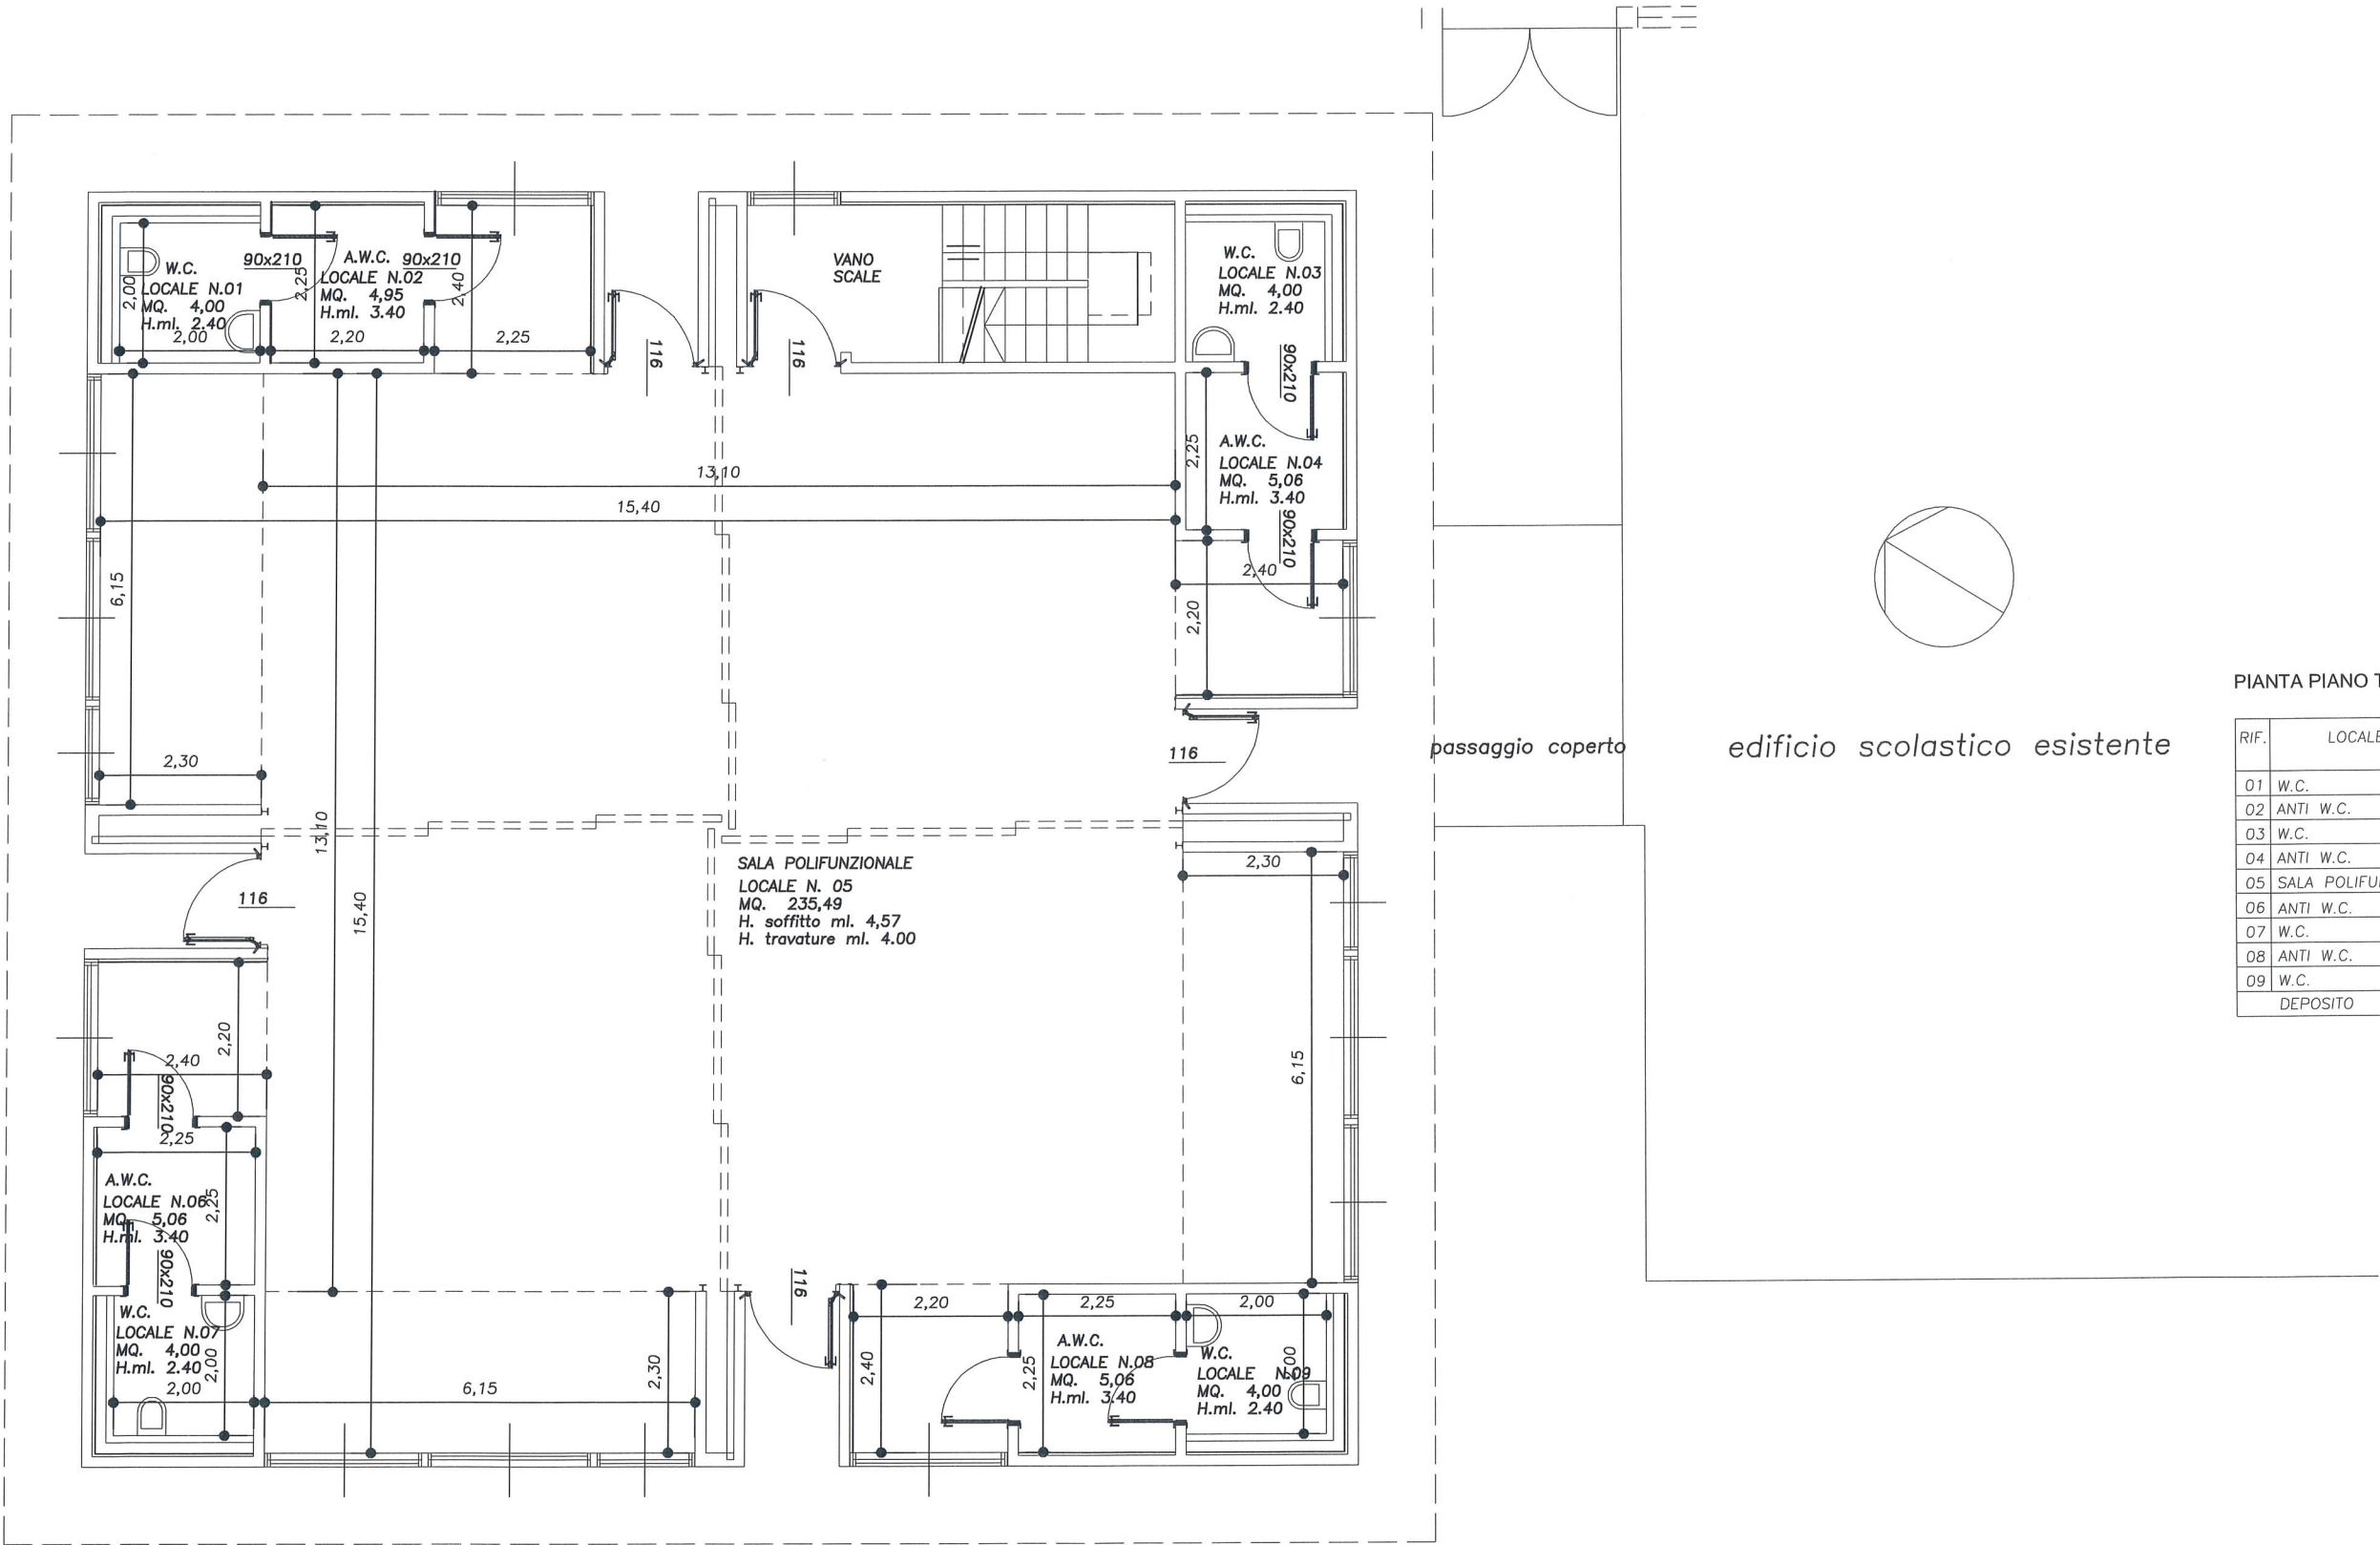 W.C.
LOCALE N.01
MQ. 4,00
H.ml. 2.40
2,00
2,00
90x210
2,25
A.W.C.
LOCALE N.02
MQ. 4,95
H.ml. 3.40
2,20
90x210
2,40
2,25
116
116
VANO
SCALE
W.C.
LOCALE N.03
MQ. 4,00
H.ml. 2.40
90x210
2,25
A.W.C.
LOCALE N.04
MQ. 5,06
H.ml. 3.40
90x210
2,40
2,20
13,10
15,40
6,15
2,30
116
passaggio coperto
edificio scolastico esistente
13,10
15,40
116
SALA POLIFUNZIONALE
LOCALE N. 05
MQ. 235,49
H. soffitto ml. 4,57
H. travature ml. 4.00
2,30
6,15
2,20
2,40
90x210
2,25
A.W.C.
LOCALE N.06
MQ. 5,06
H.ml. 3.40
2,25
90x210
W.C.
LOCALE N.07
MQ. 4,00
H.ml. 2.40
2,00
2,00
6,15
2,30
116
2,20
2,25
2,00
2,40
2,25
A.W.C.
LOCALE N.08
MQ. 5,06
H.ml. 3.40
W.C.
LOCALE N.09
MQ. 4,00
H.ml. 2.40
2,00
PIANTA PIANO
RIF. LOCALE
01 W.C.
02 ANTI W.C.
03 W.C.
04 ANTI W.C.
05 SALA
06 ANTI W.C.
07 W.C.
08 ANTI W.C.
09 W.C.
DEPOSITO